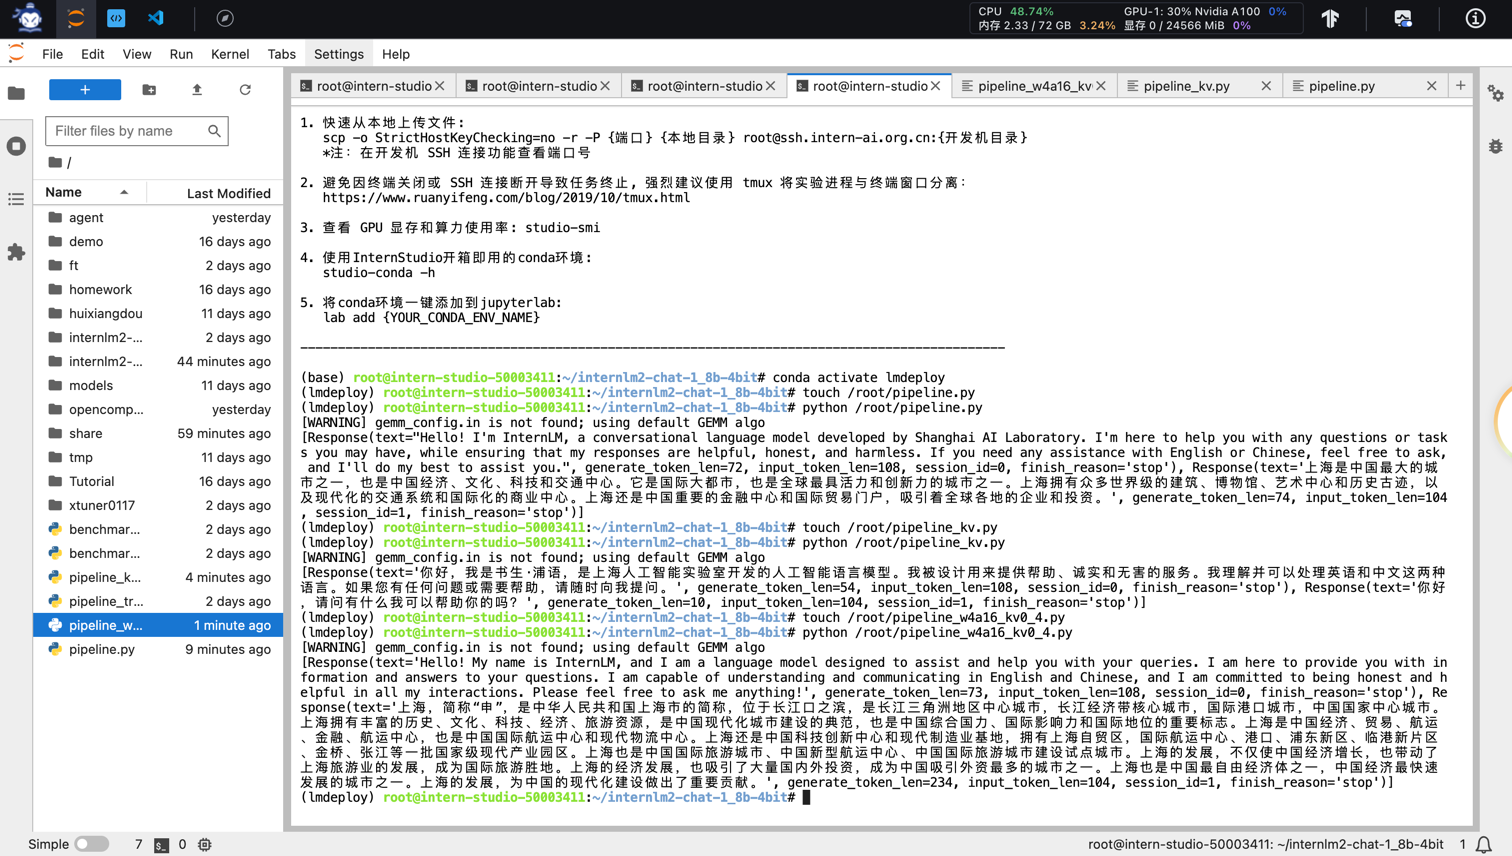 CPU 48.74% GPU-1: 30% Nvidia A100 0%
内存 2.33 / 72 GB 3.24% 显存 0 / 24566 MiB 0%
File Edit View Run Kernel Tabs Settings Help
root@intern-studio root@intern-studio root@intern-studio root@intern-studio pipeline_w4a16_kv pipeline_kv.py pipeline.py
Filter files by name
/
Name Last Modified
agent yesterday
demo 16 days ago
ft 2 days ago
homework 16 days ago
huixiangdou 11 days ago
internlm2-... 2 days ago
internlm2-... 44 minutes ago
models 11 days ago
opencomp... yesterday
share 59 minutes ago
tmp 11 days ago
Tutorial 16 days ago
xtuner0117 2 days ago
benchmar... 2 days ago
benchmar... 2 days ago
pipeline_k... 4 minutes ago
pipeline_tr... 2 days ago
pipeline_w... 1 minute ago
pipeline.py 9 minutes ago
1. 快速从本地上传文件:
scp -o StrictHostKeyChecking=no -r -P {端口} {本地目录} root@ssh.intern-ai.org.cn:{开发机目录}
*注: 在开发机 SSH 连接功能查看端口号
2. 避免因终端关闭或 SSH 连接断开导致任务终止, 强烈建议使用 tmux 将实验进程与终端窗口分离:
https://www.ruanyifeng.com/blog/2019/10/tmux.html
3. 查看 GPU 显存和算力使用率: studio-smi
4. 使用InternStudio开箱即用的conda环境:
studio-conda -h
5. 将conda环境一键添加到jupyterlab:
lab add {YOUR_CONDA_ENV_NAME}
(base) root@intern-studio-50003411:~/internlm2-chat-1_8b-4bit# conda activate lmdeploy
(lmdeploy) root@intern-studio-50003411:~/internlm2-chat-1_8b-4bit# touch /root/pipeline.py
(lmdeploy) root@intern-studio-50003411:~/internlm2-chat-1_8b-4bit# python /root/pipeline.py
[WARNING] gemm_config.in is not found; using default GEMM algo
[Response(text="Hello! I'm InternLM, a conversational language model developed by Shanghai AI Laboratory. I'm here to help you with any questions or task
s you may have, while ensuring that my responses are helpful, honest, and harmless. If you need any assistance with English or Chinese, feel free to ask,
and I'll do my best to assist you.", generate_token_len=72, input_token_len=108, session_id=0, finish_reason='stop'), Response(text='上海是中国最大的城
市之一，也是中国经济、文化、科技和交通中心。它是国际大都市，也是全球最具活力和创新力的城市之一。上海拥有众多世界级的建筑、博物馆、艺术中心和历史古迹，以
及现代化的交通系统和国际化的商业中心。上海还是中国重要的金融中心和国际贸易门户，吸引着全球各地的企业和投资。', generate_token_len=74, input_token_len=104
, session_id=1, finish_reason='stop')]
(lmdeploy) root@intern-studio-50003411:~/internlm2-chat-1_8b-4bit# touch /root/pipeline_kv.py
(lmdeploy) root@intern-studio-50003411:~/internlm2-chat-1_8b-4bit# python /root/pipeline_kv.py
[WARNING] gemm_config.in is not found; using default GEMM algo
[Response(text='你好，我是书生·浦语，是上海人工智能实验室开发的人工智能语言模型。我被设计用来提供帮助、诚实和无害的服务。我理解并可以处理英语和中文这两种
语言。如果您有任何问题或需要帮助，请随时向我提问。', generate_token_len=54, input_token_len=108, session_id=0, finish_reason='stop'), Response(text='你好
，请问有什么我可以帮助你的吗？', generate_token_len=10, input_token_len=104, session_id=1, finish_reason='stop')]
(lmdeploy) root@intern-studio-50003411:~/internlm2-chat-1_8b-4bit# touch /root/pipeline_w4a16_kv0_4.py
(lmdeploy) root@intern-studio-50003411:~/internlm2-chat-1_8b-4bit# python /root/pipeline_w4a16_kv0_4.py
[WARNING] gemm_config.in is not found; using default GEMM algo
[Response(text='Hello! My name is InternLM, and I am a language model designed to assist and help you with your queries. I am here to provide you with in
formation and answers to your questions. I am capable of understanding and communicating in English and Chinese, and I am committed to being honest and h
elpful in all my interactions. Please feel free to ask me anything!', generate_token_len=73, input_token_len=108, session_id=0, finish_reason='stop'), Re
sponse(text='上海，简称“申”，是中华人民共和国上海市的简称，位于长江口之滨，是长江三角洲地区中心城市，长江经济带核心城市，国际港口城市，中国国家中心城市。
上海拥有丰富的历史、文化、科技、经济、旅游资源，是中国现代化城市建设的典范，也是中国综合国力、国际影响力和国际地位的重要标志。上海是中国经济、贸易、航运
、金融、航运中心，也是中国国际航运中心和现代物流中心。上海还是中国科技创新中心和现代制造业基地，拥有上海自贸区，国际航运中心、港口、浦东新区、临港新片区
、金桥、张江等一批国家级现代产业园区。上海也是中国国际旅游城市、中国新型航运中心、中国国际旅游城市建设试点城市。上海的发展，不仅使中国经济增长，也带动了
上海旅游业的发展，成为国际旅游胜地。上海的经济发展，也吸引了大量国内外投资，成为中国吸引外资最多的城市之一。上海也是中国最自由经济体之一，中国经济最快速
发展的城市之一。上海的发展，为中国的现代化建设做出了重要贡献。', generate_token_len=234, input_token_len=104, session_id=1, finish_reason='stop')]
(lmdeploy) root@intern-studio-50003411:~/internlm2-chat-1_8b-4bit#
Simple 7 0 root@intern-studio-50003411: ~/internlm2-chat-1_8b-4bit 1